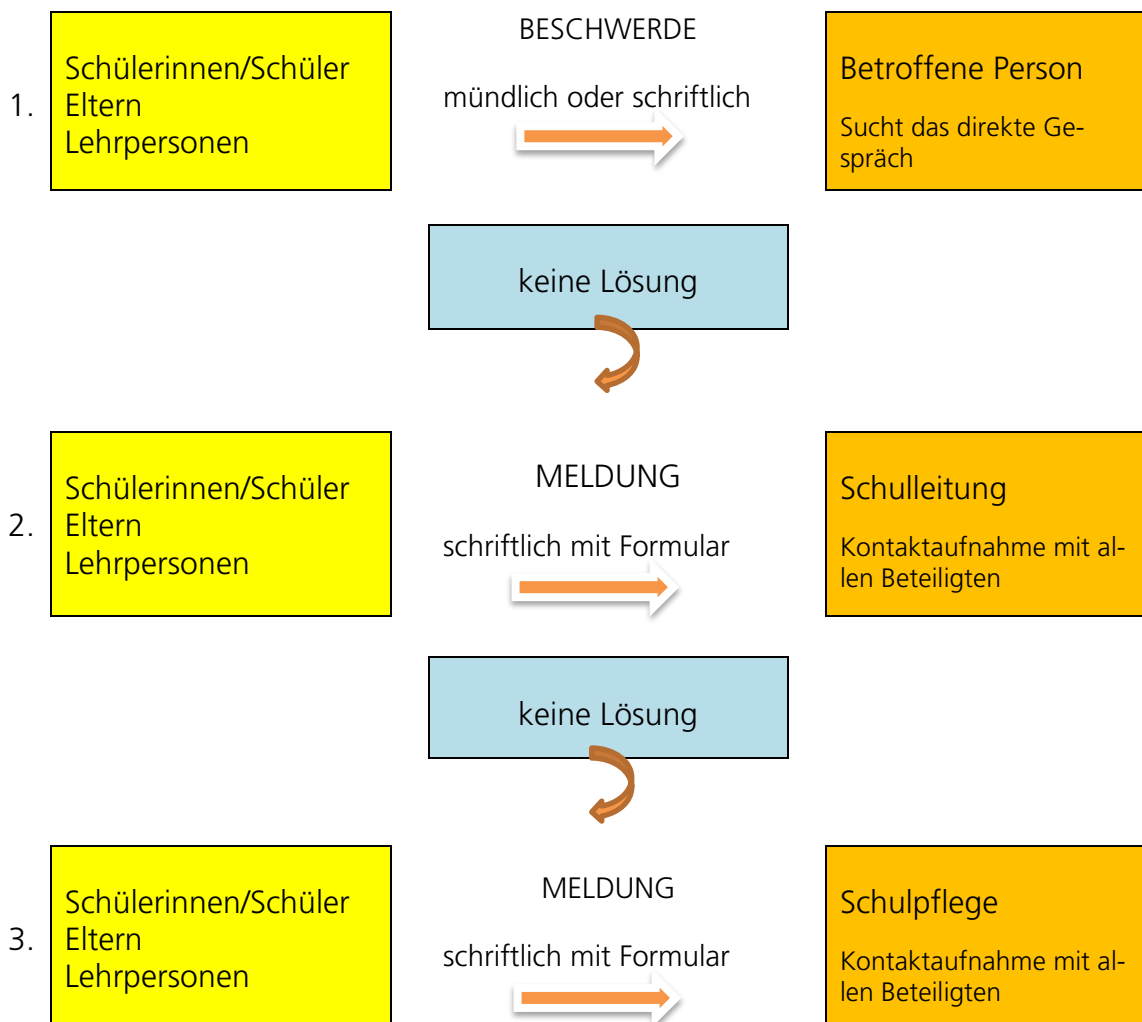 1.
Schülerinnen/Schüler
Eltern
Lehrpersonen
BESCHWERDE
mündlich oder schriftlich
Betroffene Person
Sucht das direkte Ge-
spräch
keine Lösung
2.
Schülerinnen/Schüler
Eltern
Lehrpersonen
MELDUNG
schriftlich mit Formular
Schulleitung
Kontaktaufnahme mit al-
len Beteiligten
keine Lösung
3.
Schülerinnen/Schüler
Eltern
Lehrpersonen
MELDUNG
schriftlich mit Formular
Schulpflege
Kontaktaufnahme mit al-
len Beteiligten